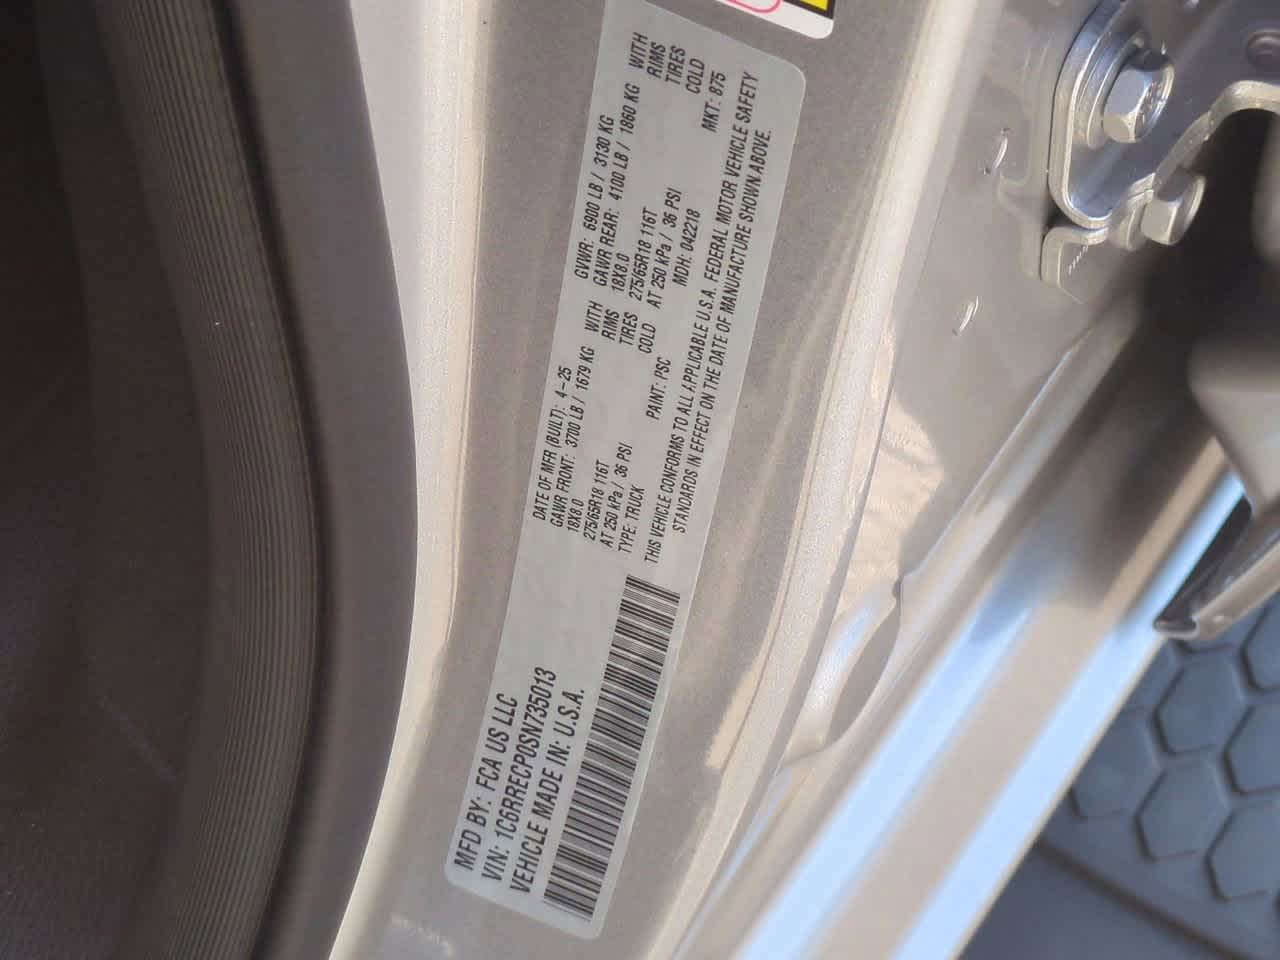 MFD BY: FCA US LLC
VIN: 1C6RRECP0SN735013
VEHICLE MADE IN: U.S.A.
DATE OF MFR (BUILT): 4-25 GVWR: 6900 LB / 3130 KG
GAWR FRONT: 3700 LB / 1679 KG WITH GAWR REAR: 4100 LB / 1860 KG WITH
18X8.0 RIMS 18X8.0 RIMS
275/65R18 116T TIRES 275/65R18 116T TIRES
AT 250 kPa / 36 PSI COLD AT 250 kPa / 36 PSI COLD
TYPE: TRUCK PAINT: PSC MDH: 042218 MKT: 875
THIS VEHICLE CONFORMS TO ALL APPLICABLE U.S.A. FEDERAL MOTOR VEHICLE SAFETY
STANDARDS IN EFFECT ON THE DATE OF MANUFACTURE SHOWN ABOVE.